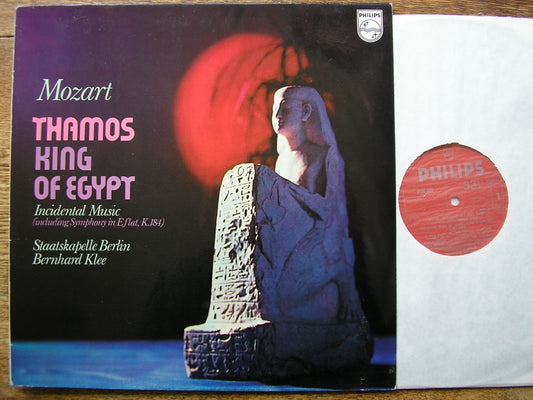 PHILIPS
Mozart
THAMOS
KING
OF EGYPT
Incidental Music
(including Symphony in E flat, K.184)
Staatskapelle Berlin
Bernhard Klee
PHILIPS